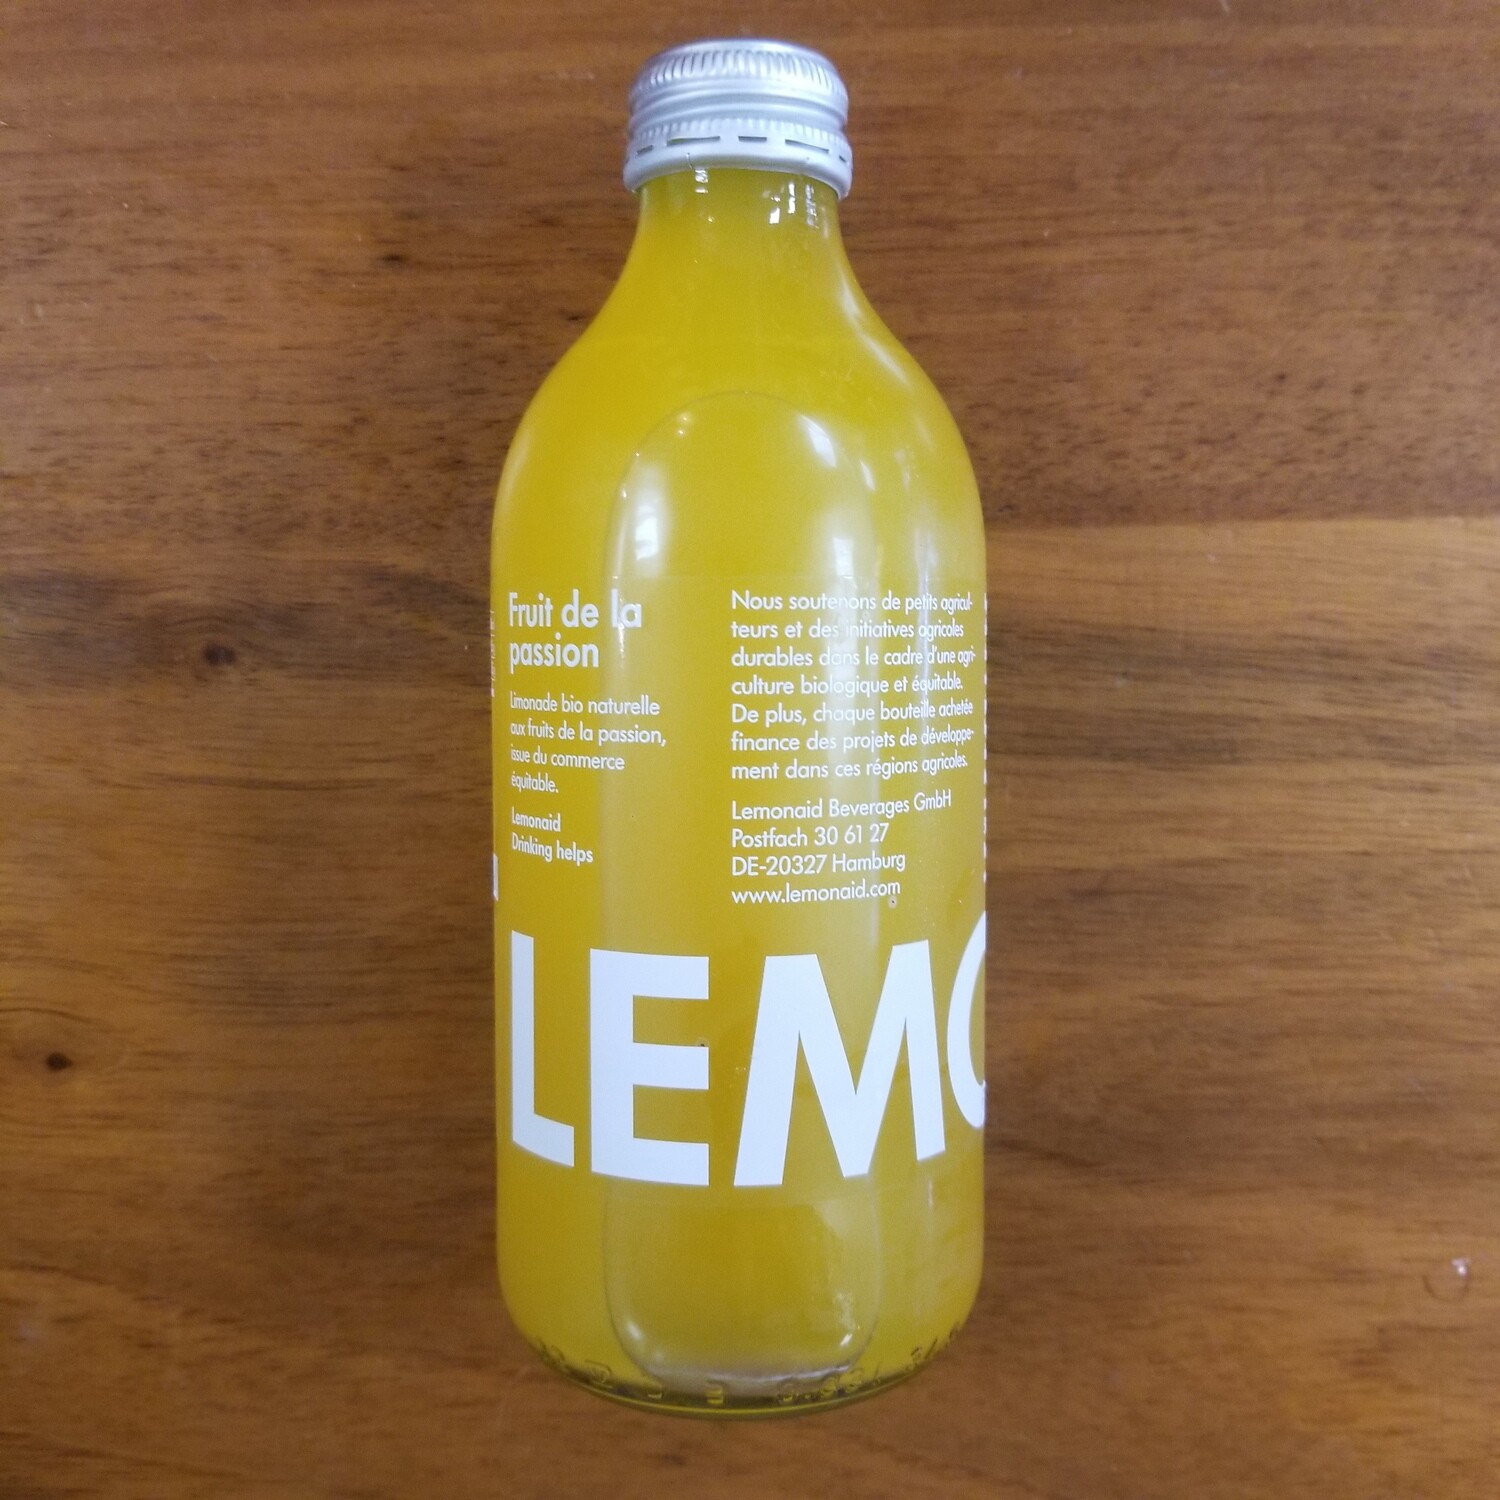 Fruit de la
passion
Limonade bio naturelle
aux fruits de la passion,
issue du commerce
équitable.
Lemonaid
Drinking helps
Nous soutenons de petits agricul-
teurs et des initiatives agricoles
durables dans le cadre d'une agri-
culture biologique et équitable.
De plus, chaque bouteille achetée
finance des projets de développe-
ment dans ces régions agricoles.
Lemonaid Beverages GmbH
Postfach 30 61 27
DE-20327 Hamburg
www.lemonaid.com
LEMO